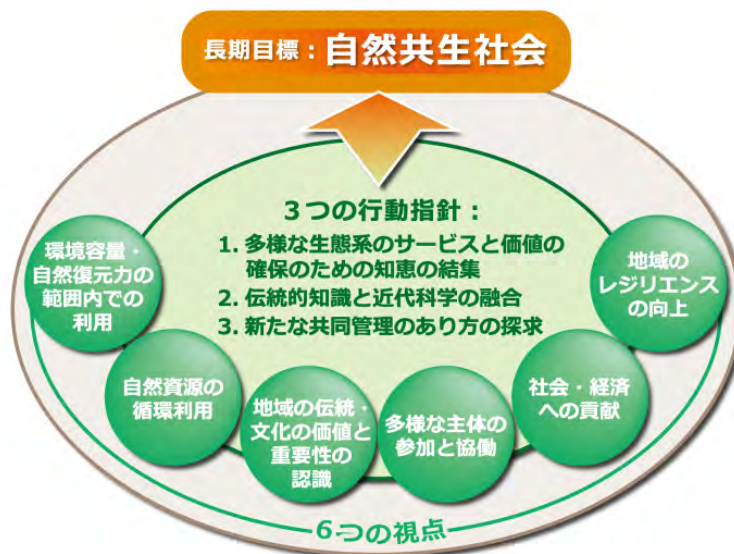 長期目標：自然共生社会
3つの行動指針：
1. 多様な生態系のサービスと価値の
確保のための知恵の結集
2. 伝統的知識と近代科学の融合
3. 新たな共同管理のあり方の探求
環境容量・
自然復元力の
範囲内での
利用
自然資源の
循環利用
地域の伝統・
文化の価値と
重要性の
認識
多様な主体の
参加と協働
社会・経済
への貢献
地域の
レジリエンス
の向上
6つの視点